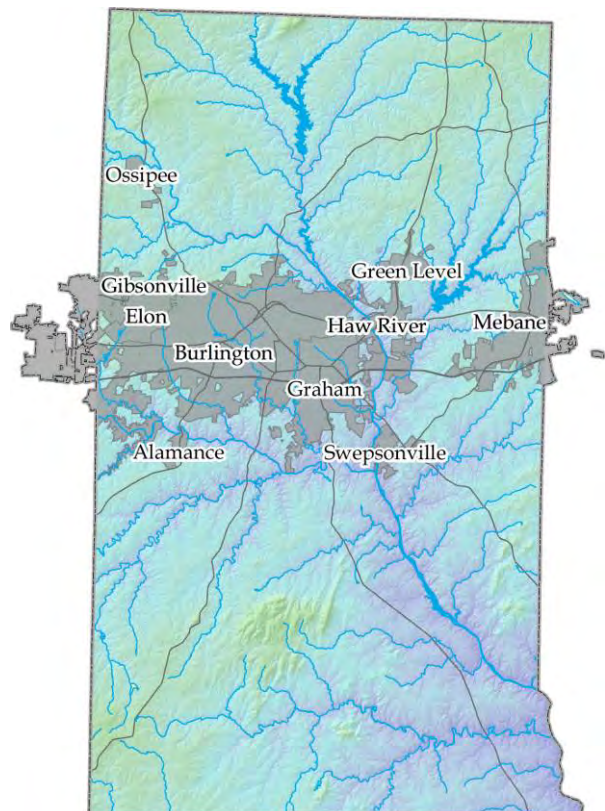 Ossipee
Green Level
Gibsonville
Elon
Haw River
Mebane
Burlington
Graham
Alamance
Swepsonville